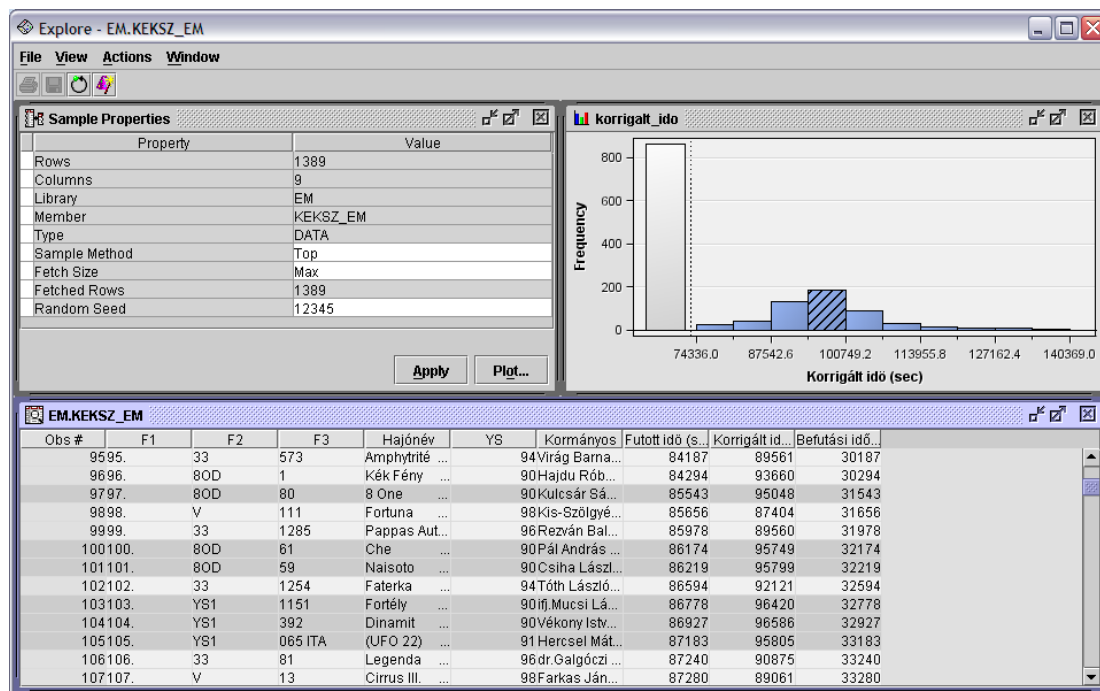 Explore - EM.KEKSZ_EM
File View Actions Window
Sample Properties
Property Value
Rows 1389
Columns 9
Library EM
Member KEKSZ_EM
Type DATA
Sample Method Top
Fetch Size Max
Fetched Rows 1389
Random Seed 12345
Apply Plot...
korrigalt_ido
Frequency
800
600
400
200
0
74336.0 87542.6 100749.2 113955.8 127162.4 140369.0
Korrigált idö (sec)
EM.KEKSZ_EM
Obs # F1 F2 F3 Hajónév YS Kormányos Futott idö (s... Korrigált id... Befutási idő...
95 95. 33 573 Amphytrité ... 94 Virág Barna... 84187 89561 30187
96 96. 8OD 1 Kék Fény ... 90 Hajdu Rób... 84294 93660 30294
97 97. 8OD 80 8 One ... 90 Kulcsár Sá... 85543 95048 31543
98 98. V 111 Fortuna ... 98 Kis-Szölgyé... 85656 87404 31656
99 99. 33 1285 Pappas Aut... 96 Rezván Bal... 85978 89560 31978
100 100. 8OD 61 Che ... 90 Pál András ... 86174 95749 32174
101 101. 8OD 59 Naisoto ... 90 Csiha Lászl... 86219 95799 32219
102 102. 33 1254 Faterka ... 94 Tóth László... 86594 92121 32594
103 103. YS1 1151 Fortély ... 90 ifj.Mucsi Lá... 86778 96420 32778
104 104. YS1 392 Dinamit ... 90 Vékony Istv... 86927 96586 32927
105 105. YS1 065 ITA (UFO 22) ... 91 Hercsel Mát... 87183 95805 33183
106 106. 33 81 Legenda ... 96 dr.Galgóczi ... 87240 90875 33240
107 107. V 13 Cirrus III. ... 98 Farkas Ján... 87280 89061 33280